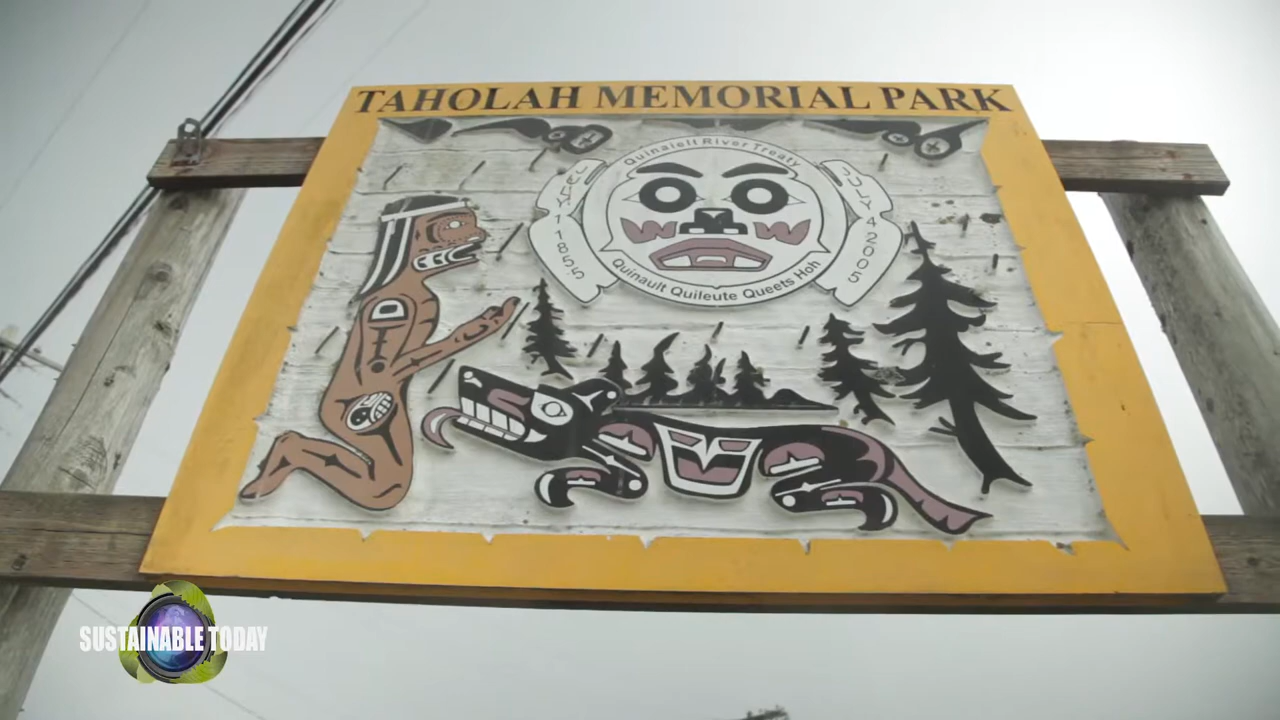 TAHOLAH MEMORIAL PARK
Quinaielt River Treaty
JULY 1 1855
JULY 4 2005
Quinault Quileute Queets Hoh
SUSTAINABLE TODAY